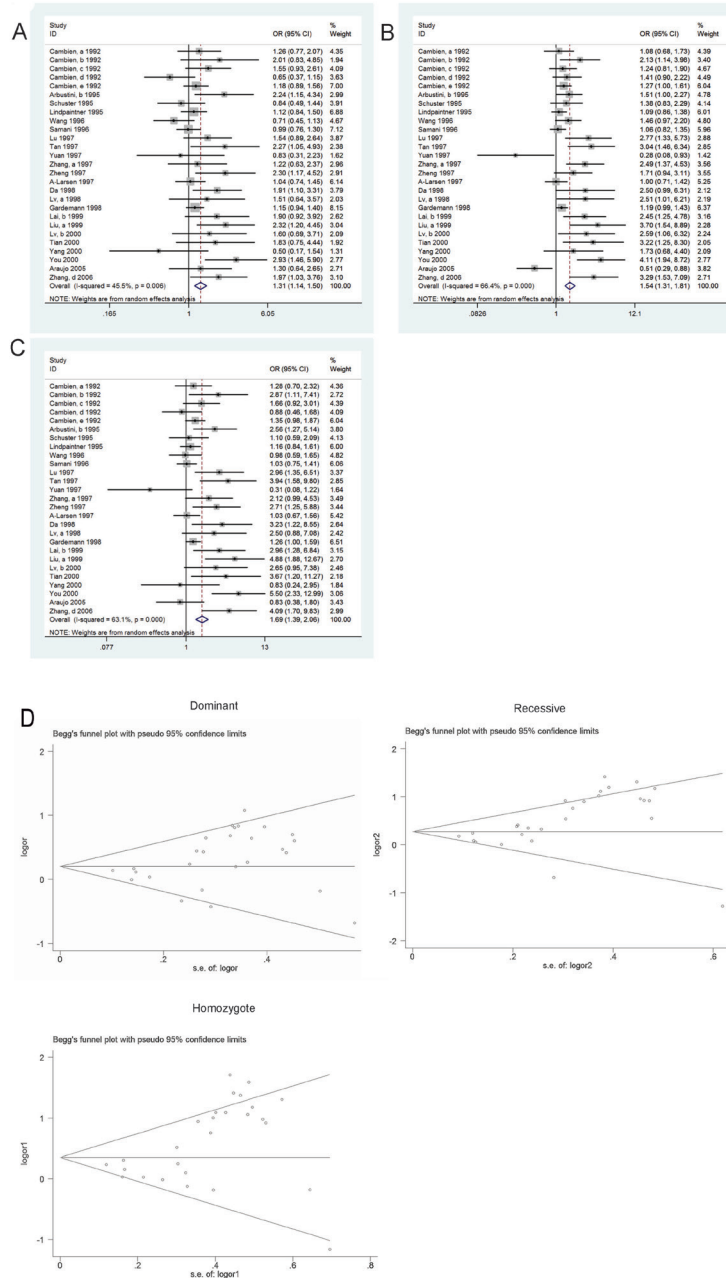 A
Study %
ID OR (95% CI) Weight
Cambien, a 1992 1.26 (0.77, 2.07) 4.35
Cambien, b 1992 2.01 (0.83, 4.85) 1.94
Cambien, c 1992 1.55 (0.93, 2.61) 4.09
Cambien, d 1992 0.65 (0.37, 1.15) 3.63
Cambien, e 1992 1.18 (0.89, 1.56) 7.00
Arbustini, b 1995 2.24 (1.15, 4.34) 2.99
Schuster 1995 0.84 (0.49, 1.44) 3.91
Lindpaintner 1995 1.12 (0.84, 1.50) 6.88
Wang 1996 0.71 (0.45, 1.13) 4.67
Samani 1996 0.99 (0.76, 1.30) 7.12
Lu 1997 1.54 (0.89, 2.64) 3.87
Tan 1997 2.27 (1.05, 4.93) 2.38
Yuan 1997 0.83 (0.31, 2.23) 1.62
Zhang, a 1997 1.22 (0.63, 2.37) 2.96
Zheng 1997 2.30 (1.17, 4.52) 2.91
A-Larsen 1997 1.04 (0.74, 1.45) 6.14
Da 1998 1.91 (1.10, 3.31) 3.79
Lv, a 1998 1.51 (0.64, 3.57) 2.03
Gardemann 1998 1.15 (0.94, 1.40) 8.15
Lai, b 1999 1.90 (0.92, 3.92) 2.62
Liu, a 1999 2.32 (1.20, 4.45) 3.04
Lv, b 2000 1.60 (0.69, 3.71) 2.09
Tian 2000 1.83 (0.75, 4.44) 1.92
Yang 2000 0.50 (0.17, 1.54) 1.31
You 2000 2.93 (1.46, 5.90) 2.77
Araujo 2005 1.30 (0.64, 2.65) 2.71
Zhang, d 2006 1.97 (1.03, 3.76) 3.10
Overall (I-squared = 45.5%, p = 0.006) 1.31 (1.14, 1.50) 100.00
NOTE: Weights are from random effects analysis
.165 1 6.05
B
Study %
ID OR (95% CI) Weight
Cambien, a 1992 1.08 (0.68, 1.73) 4.39
Cambien, b 1992 2.13 (1.14, 3.98) 3.40
Cambien, c 1992 1.24 (0.81, 1.90) 4.67
Cambien, d 1992 1.41 (0.90, 2.22) 4.49
Cambien, e 1992 1.27 (1.00, 1.61) 6.04
Arbustini, b 1995 1.51 (1.00, 2.27) 4.78
Schuster 1995 1.38 (0.83, 2.29) 4.14
Lindpaintner 1995 1.09 (0.86, 1.38) 6.06
Wang 1996 1.46 (0.97, 2.20) 4.80
Samani 1996 1.06 (0.82, 1.35) 5.98
Lu 1997 2.77 (1.33, 5.73) 2.88
Tan 1997 3.04 (1.46, 6.34) 2.85
Yuan 1997 0.28 (0.08, 0.93) 1.42
Zhang, a 1997 2.49 (1.37, 4.53) 3.56
Zheng 1997 1.71 (0.94, 3.11) 3.55
A-Larsen 1997 1.00 (0.71, 1.42) 5.25
Da 1998 2.50 (0.99, 6.31) 2.12
Lv, a 1998 2.51 (1.01, 6.21) 2.19
Gardemann 1998 1.19 (0.99, 1.43) 6.37
Lai, b 1999 2.45 (1.25, 4.78) 3.16
Liu, a 1999 3.70 (1.54, 8.89) 2.28
Lv, b 2000 2.59 (1.06, 6.32) 2.24
Tian 2000 3.22 (1.25, 8.30) 2.05
Yang 2000 1.73 (0.68, 4.40) 2.09
You 2000 4.11 (1.94, 8.72) 2.77
Araujo 2005 0.51 (0.29, 0.88) 3.82
Zhang, d 2006 3.29 (1.53, 7.09) 2.71
Overall (I-squared = 66.4%, p = 0.000) 1.54 (1.31, 1.81) 100.00
NOTE: Weights are from random effects analysis
.0826 1 12.1
C
Study %
ID OR (95% CI) Weight
Cambien, a 1992 1.28 (0.70, 2.32) 4.36
Cambien, b 1992 2.87 (1.11, 7.41) 2.72
Cambien, c 1992 1.66 (0.92, 3.01) 4.39
Cambien, d 1992 0.88 (0.46, 1.68) 4.09
Cambien, e 1992 1.35 (0.98, 1.87) 6.04
Arbustini, b 1995 2.56 (1.27, 5.14) 3.80
Schuster 1995 1.10 (0.59, 2.09) 4.13
Lindpaintner 1995 1.16 (0.84, 1.61) 6.00
Wang 1996 0.98 (0.59, 1.65) 4.82
Samani 1996 1.03 (0.75, 1.41) 6.06
Lu 1997 2.96 (1.35, 6.51) 3.37
Tan 1997 3.94 (1.58, 9.80) 2.85
Yuan 1997 0.31 (0.08, 1.22) 1.64
Zhang, a 1997 2.12 (0.99, 4.53) 3.49
Zheng 1997 2.71 (1.25, 5.88) 3.44
A-Larsen 1997 1.03 (0.67, 1.56) 5.42
Da 1998 3.23 (1.22, 8.55) 2.64
Lv, a 1998 2.50 (0.88, 7.08) 2.42
Gardemann 1998 1.26 (1.00, 1.59) 6.51
Lai, b 1999 2.96 (1.28, 6.84) 3.15
Liu, a 1999 4.88 (1.88, 12.67) 2.70
Lv, b 2000 2.65 (0.95, 7.38) 2.46
Tian 2000 3.67 (1.20, 11.27) 2.18
Yang 2000 0.83 (0.24, 2.95) 1.84
You 2000 5.50 (2.33, 12.99) 3.06
Araujo 2005 0.83 (0.38, 1.80) 3.43
Zhang, d 2006 4.09 (1.70, 9.83) 2.99
Overall (I-squared = 63.1%, p = 0.000) 1.69 (1.39, 2.06) 100.00
NOTE: Weights are from random effects analysis
.077 1 13
D
Dominant
Begg's funnel plot with pseudo 95% confidence limits
logor
2
1
0
-1
0 .2 .4
s.e. of: logor
Recessive
Begg's funnel plot with pseudo 95% confidence limits
logor2
2
1
0
-1
-2
0 .2 .4 .6
s.e. of: logor2
Homozygote
Begg's funnel plot with pseudo 95% confidence limits
logor1
2
1
0
-1
0 .2 .4 .6 .8
s.e. of: logor1